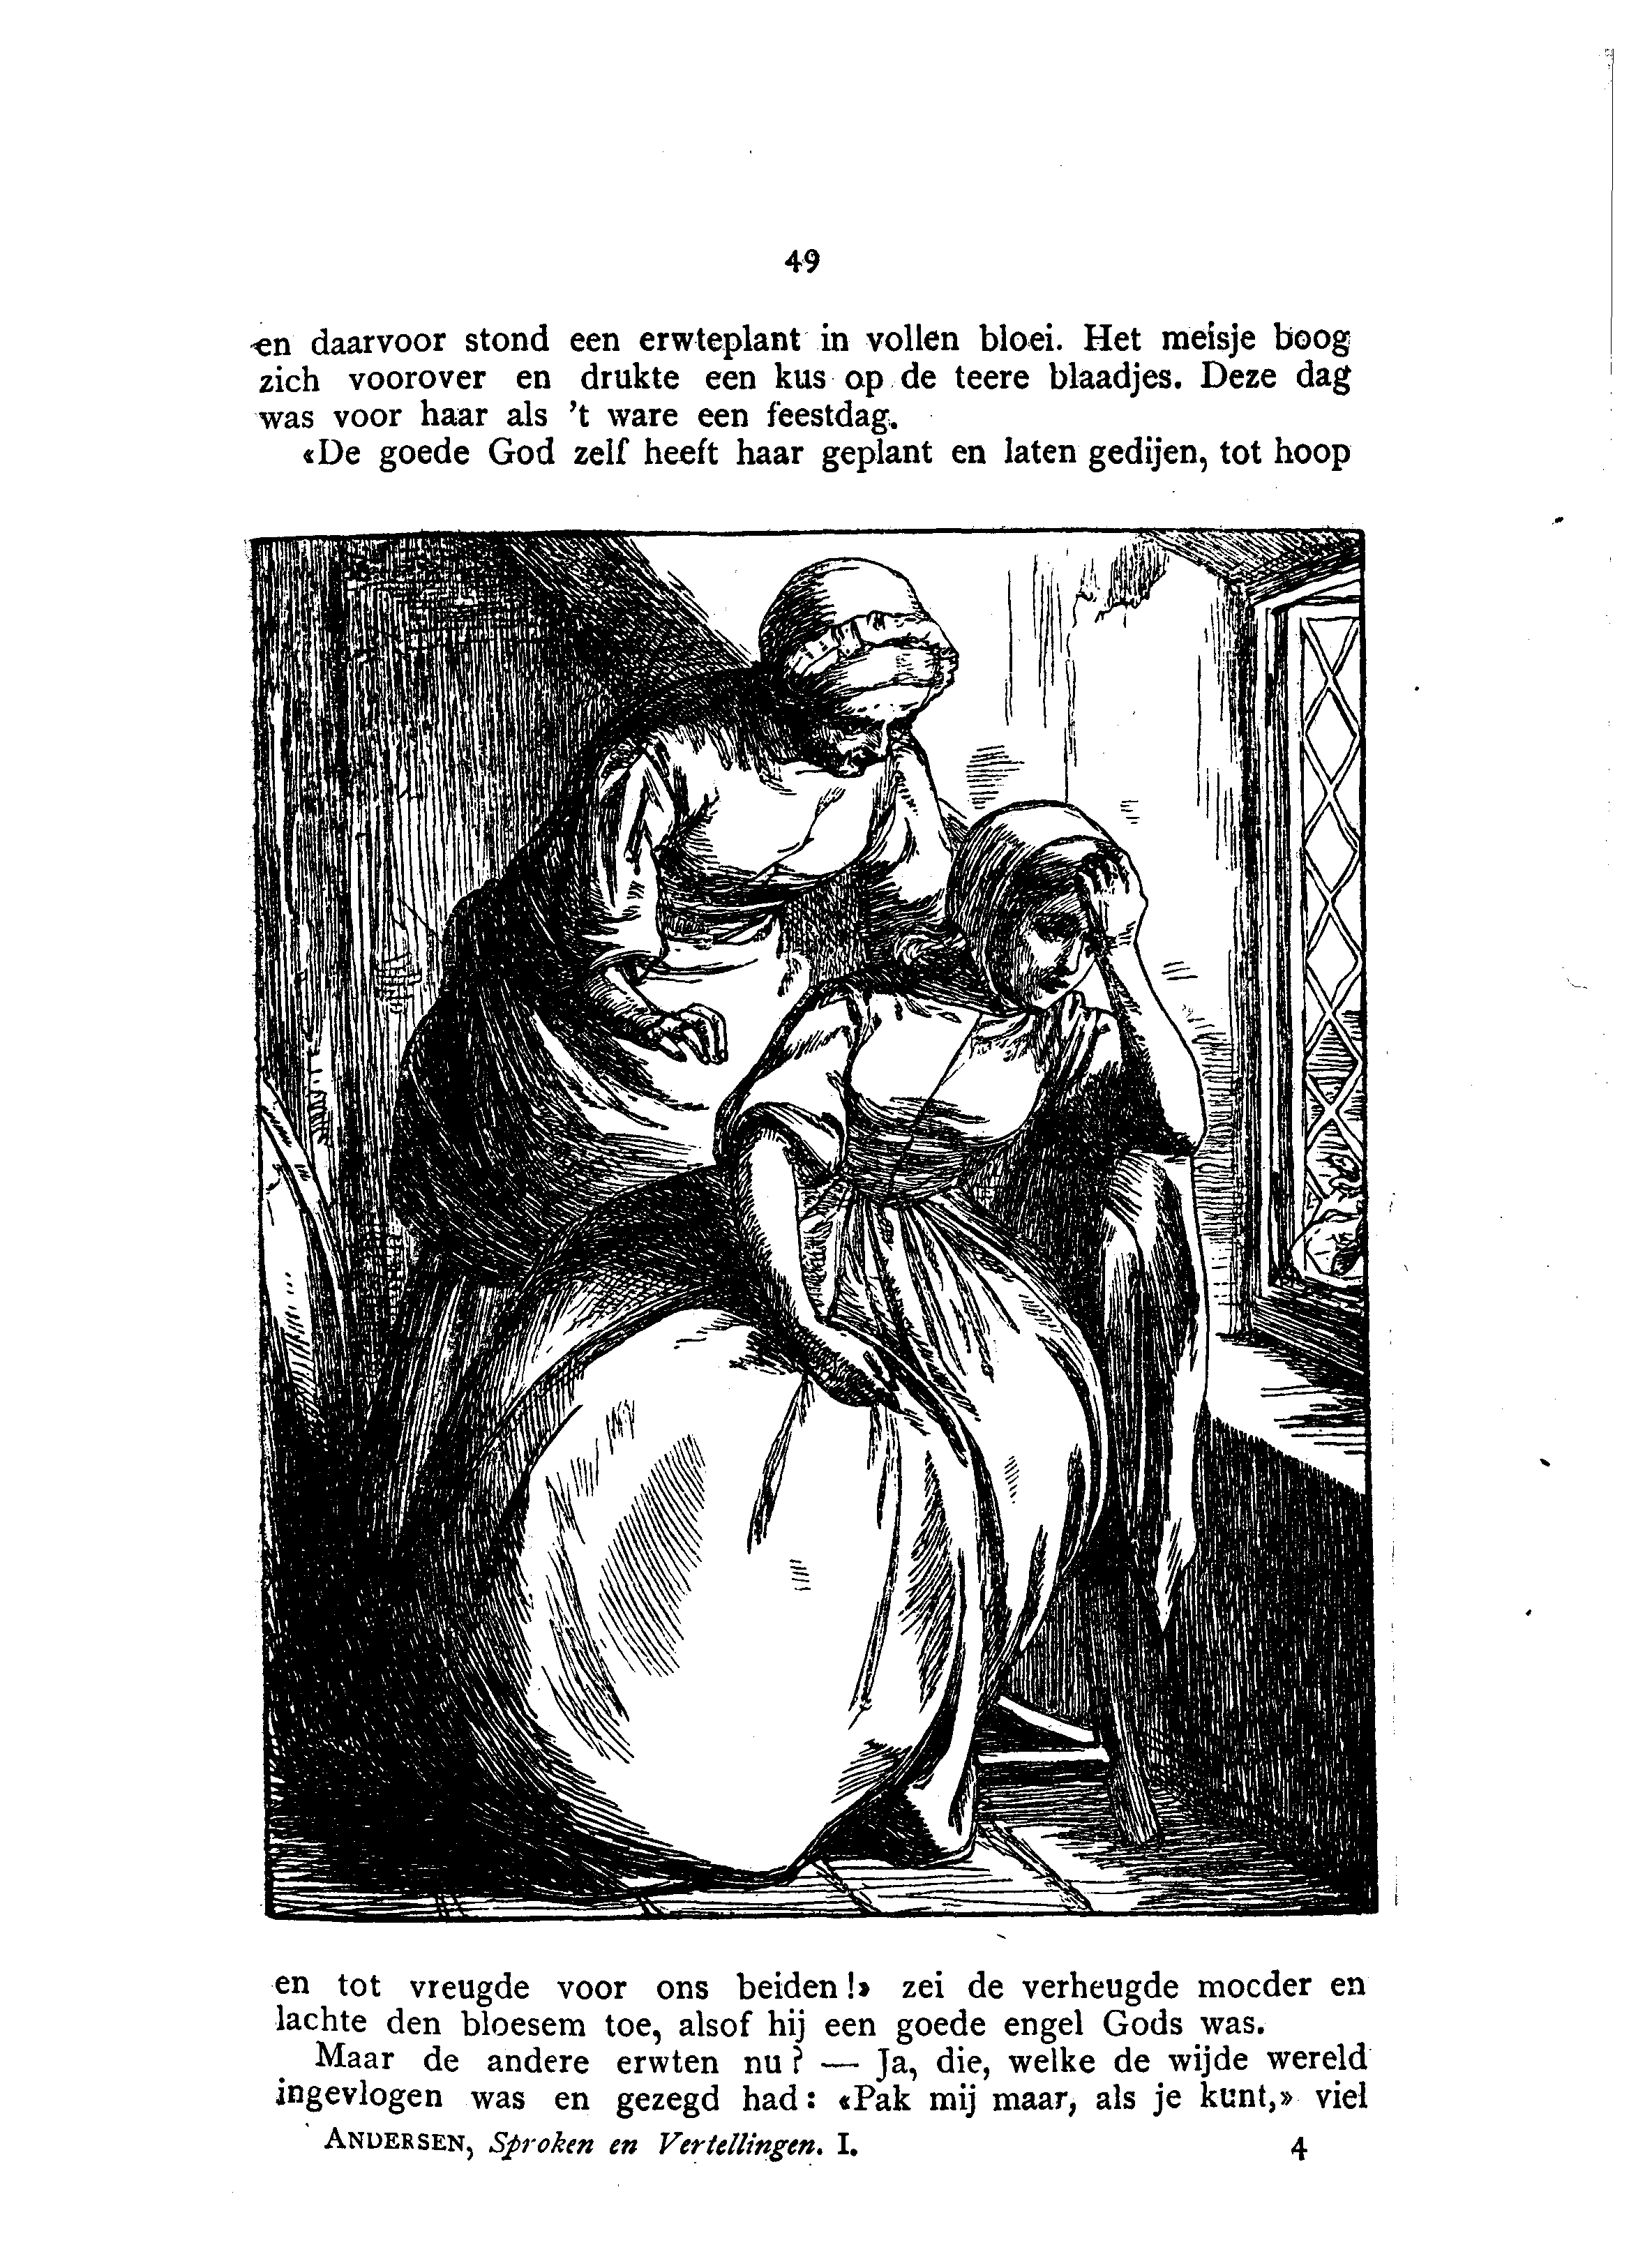 49
en daarvoor stond een erwteplant in vollen bloei. Het meisje boog
zich voorover en drukte een kus op de teere blaadjes. Deze dag
was voor haar als 't ware een feestdag.
«De goede God zelf heeft haar geplant en laten gedijen, tot hoop
en tot vreugde voor ons beiden!» zei de verheugde moeder en
lachte den bloesem toe, alsof hij een goede engel Gods was.
Maar de andere erwten nu? — Ja, die, welke de wijde wereld
ingevlogen was en gezegd had: «Pak mij maar, als je kunt,» viel
ANDERSEN, Sproken en Vertellingen. I. 4